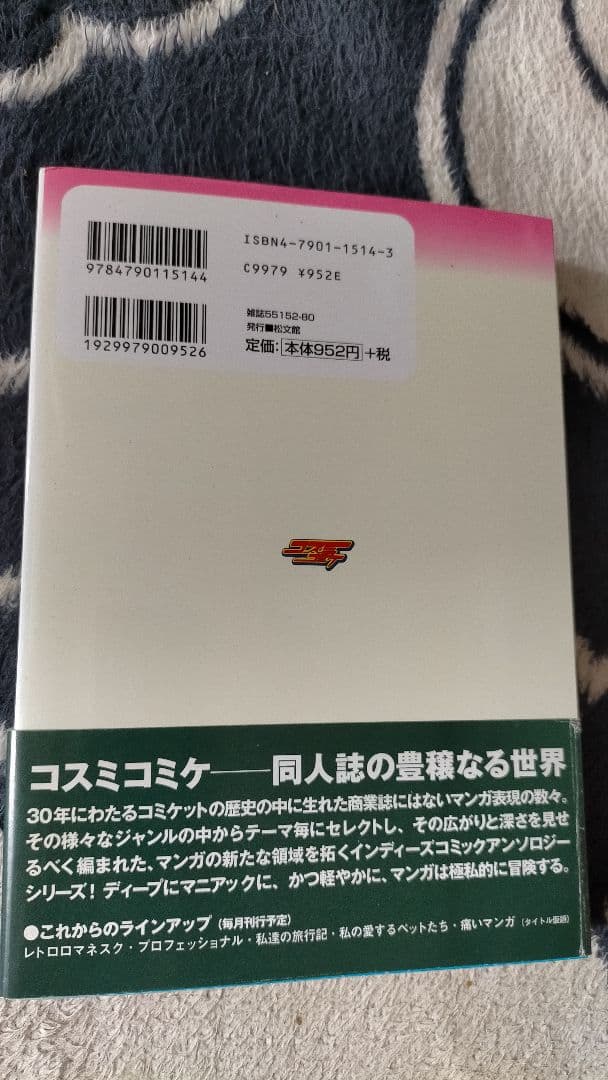 ISBN4-7901-1514-3
9784790115144
C9979 ¥952E
雑誌55152-80
発行■松文館
1929979009526
定価：本体952円+税
コスミコミケ
コスミコミケ──同人誌の豊穣なる世界
30年にわたるコミケットの歴史の中に生れた商業誌にはないマンガ表現の数々。
その様々なジャンルの中からテーマ毎にセレクトし、その広がりと深さを見せ
るべく編まれた、マンガの新たな領域を拓くインディーズコミックアンソロジー
シリーズ！ディープにマニアックに、かつ軽やかに、マンガは極私的に冒険する。
●これからのラインアップ（毎月刊行予定）
レトロロマネスク・プロフェッショナル・私達の旅行記・私の愛するペットたち・痛いマンガ（タイトル仮題）